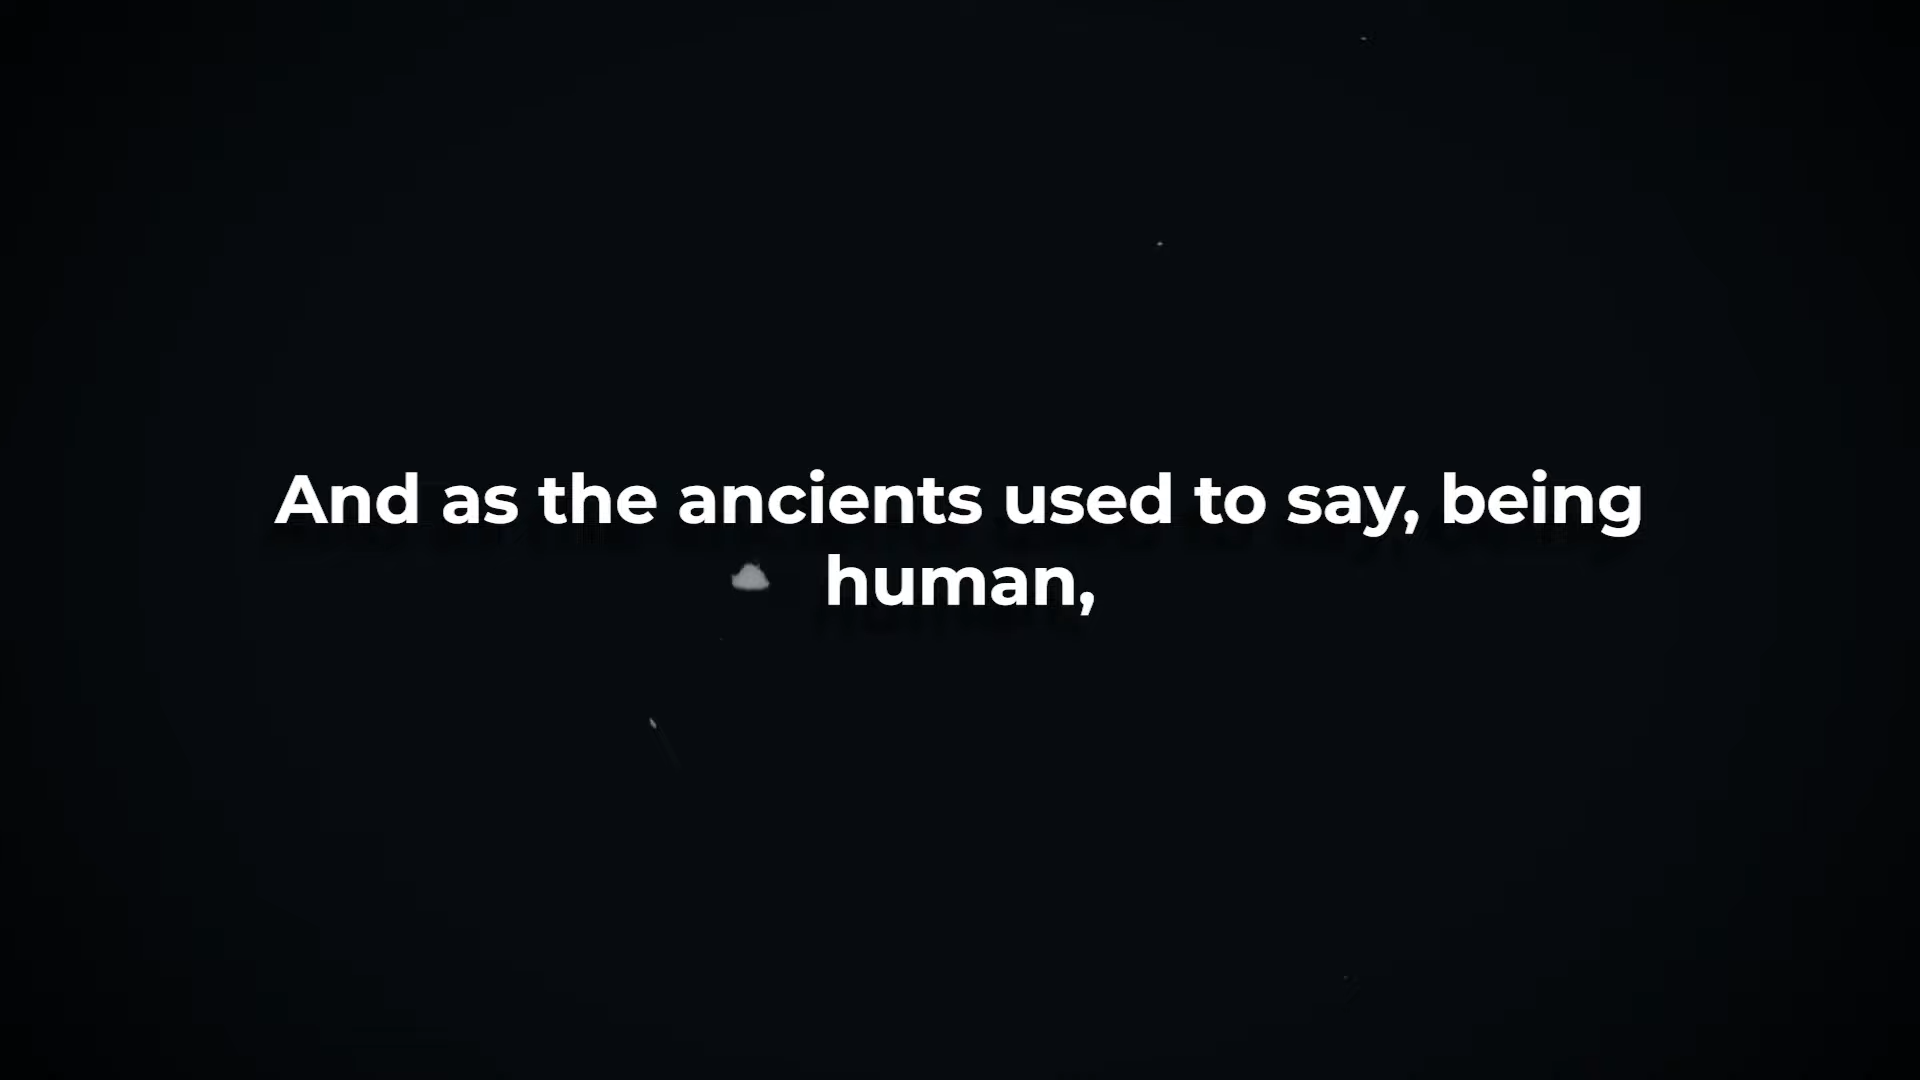 And as the ancients used to say, being
human,